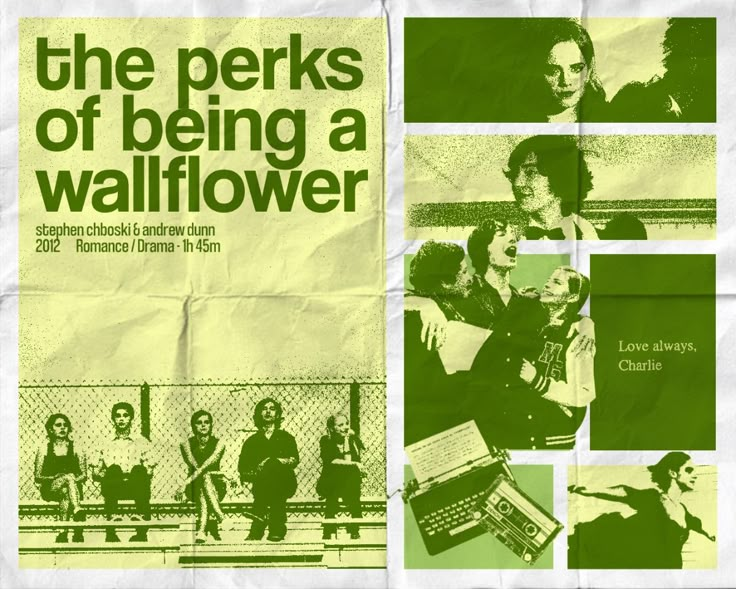 the perks
of being a
wallflower
stephen chboski & andrew dunn
2012 Romance / Drama - 1h 45m
Love always,
Charlie